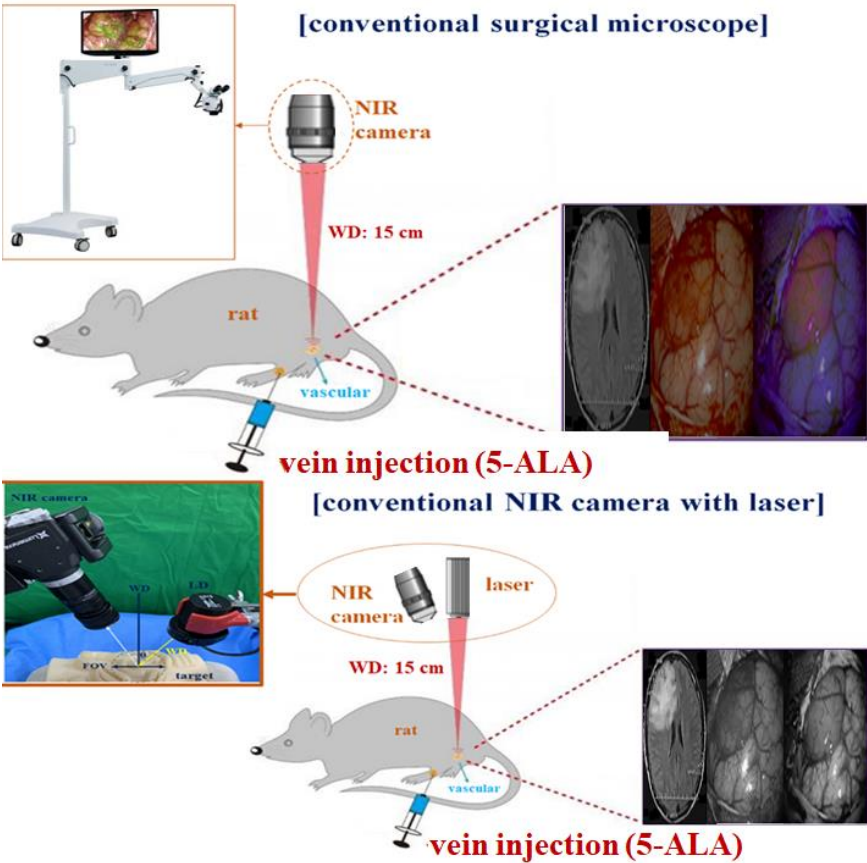 [conventional surgical microscope]
NIR
camera
WD: 15 cm
rat
vascular
vein injection (5-ALA)
[conventional NIR camera with laser]
NIR camera
WD
LD
WD
FOV
target
NIR
camera
laser
WD: 15 cm
rat
vascular
vein injection (5-ALA)